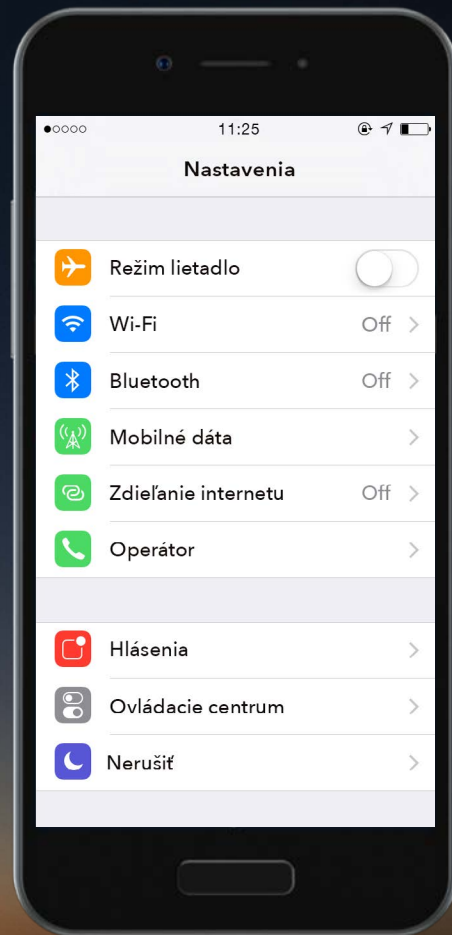 11:25
Nastavenia
Režim lietadlo
Wi-Fi Off
Bluetooth Off
Mobilné dáta
Zdieľanie internetu Off
Operátor
Hlásenia
Ovládacie centrum
Nerušiť